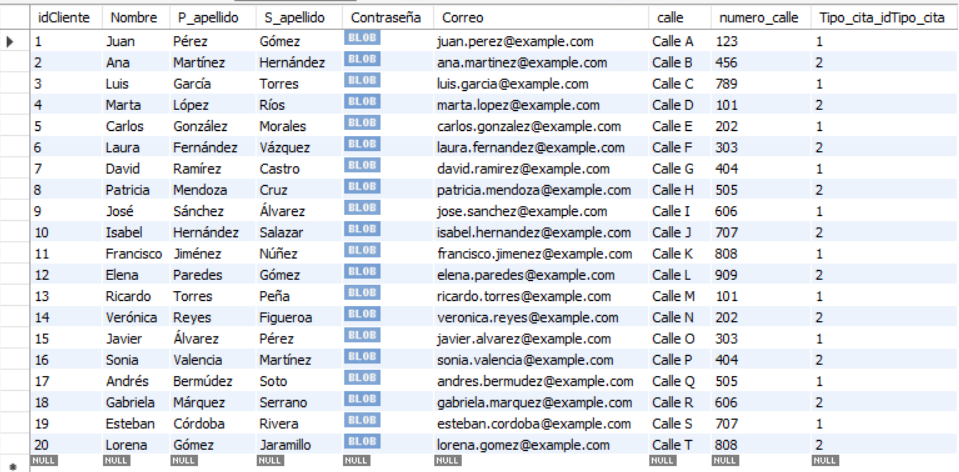 idCliente Nombre P_apellido S_apellido Contraseña Correo calle numero_calle Tipo_cita_idTipo_cita
1 Juan Pérez Gómez BLOB juan.perez@example.com Calle A 123 1
2 Ana Martínez Hernández BLOB ana.martinez@example.com Calle B 456 2
3 Luis García Torres BLOB luis.garcia@example.com Calle C 789 1
4 Marta López Ríos BLOB marta.lopez@example.com Calle D 101 2
5 Carlos González Morales BLOB carlos.gonzalez@example.com Calle E 202 1
6 Laura Fernández Vázquez BLOB laura.fernandez@example.com Calle F 303 2
7 David Ramírez Castro BLOB david.ramirez@example.com Calle G 404 1
8 Patricia Mendoza Cruz BLOB patricia.mendoza@example.com Calle H 505 2
9 José Sánchez Álvarez BLOB jose.sanchez@example.com Calle I 606 1
10 Isabel Hernández Salazar BLOB isabel.hernandez@example.com Calle J 707 2
11 Francisco Jiménez Núñez BLOB francisco.jimenez@example.com Calle K 808 1
12 Elena Paredes Gómez BLOB elena.paredes@example.com Calle L 909 2
13 Ricardo Torres Peña BLOB ricardo.torres@example.com Calle M 101 1
14 Verónica Reyes Figueroa BLOB veronica.reyes@example.com Calle N 202 2
15 Javier Álvarez Pérez BLOB javier.alvarez@example.com Calle O 303 1
16 Sonia Valencia Martínez BLOB sonia.valencia@example.com Calle P 404 2
17 Andrés Bermúdez Soto BLOB andres.bermudez@example.com Calle Q 505 1
18 Gabriela Márquez Serrano BLOB gabriela.marquez@example.com Calle R 606 2
19 Esteban Córdoba Rivera BLOB esteban.cordoba@example.com Calle S 707 1
20 Lorena Gómez Jaramillo BLOB lorena.gomez@example.com Calle T 808 2
NULL NULL NULL NULL NULL NULL NULL NULL NULL